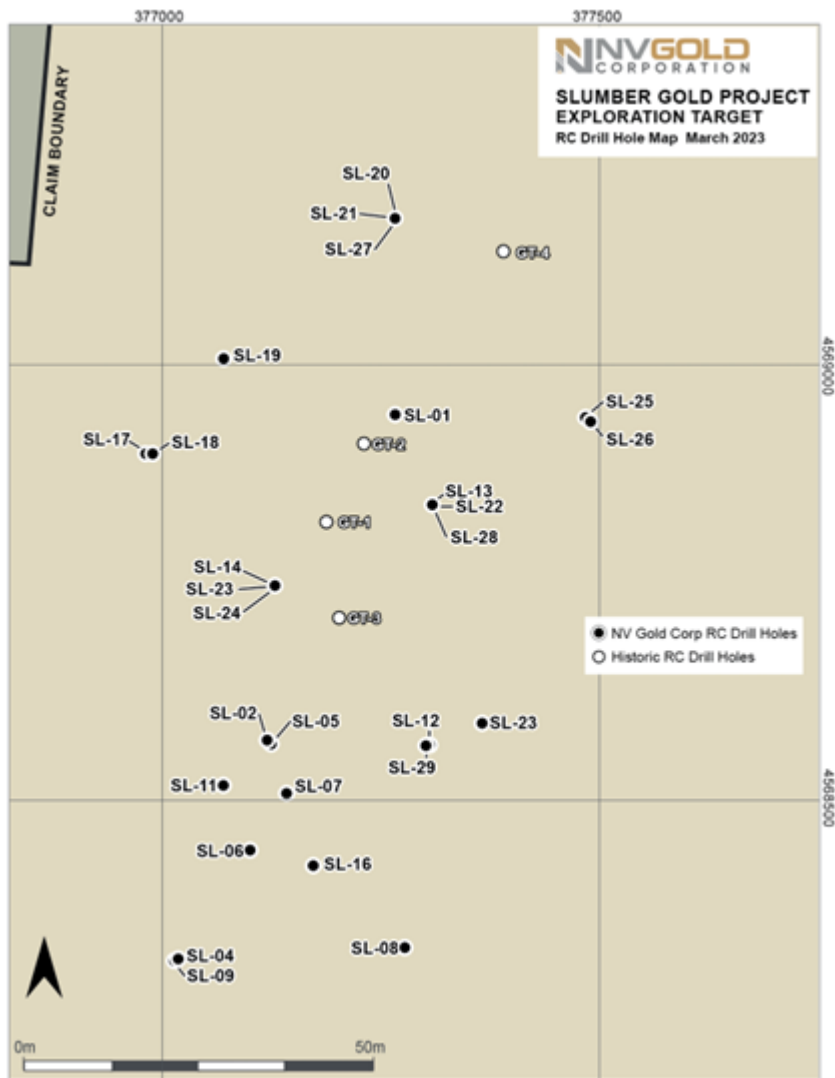 377000
377500
NVGOLD
CORPORATION
SLUMBER GOLD PROJECT
EXPLORATION TARGET
RC Drill Hole Map March 2023
CLAIM BOUNDARY
SL-20
SL-21
SL-27
GT-4
4569000
SL-19
SL-01
SL-25
SL-26
SL-17
SL-18
GT-2
SL-13
SL-22
SL-28
GT-1
SL-14
SL-23
SL-24
GT-3
NV Gold Corp RC Drill Holes
Historic RC Drill Holes
SL-02
SL-05
SL-12
SL-23
SL-29
SL-11
SL-07
4568500
SL-06
SL-16
SL-08
SL-04
SL-09
0m
50m